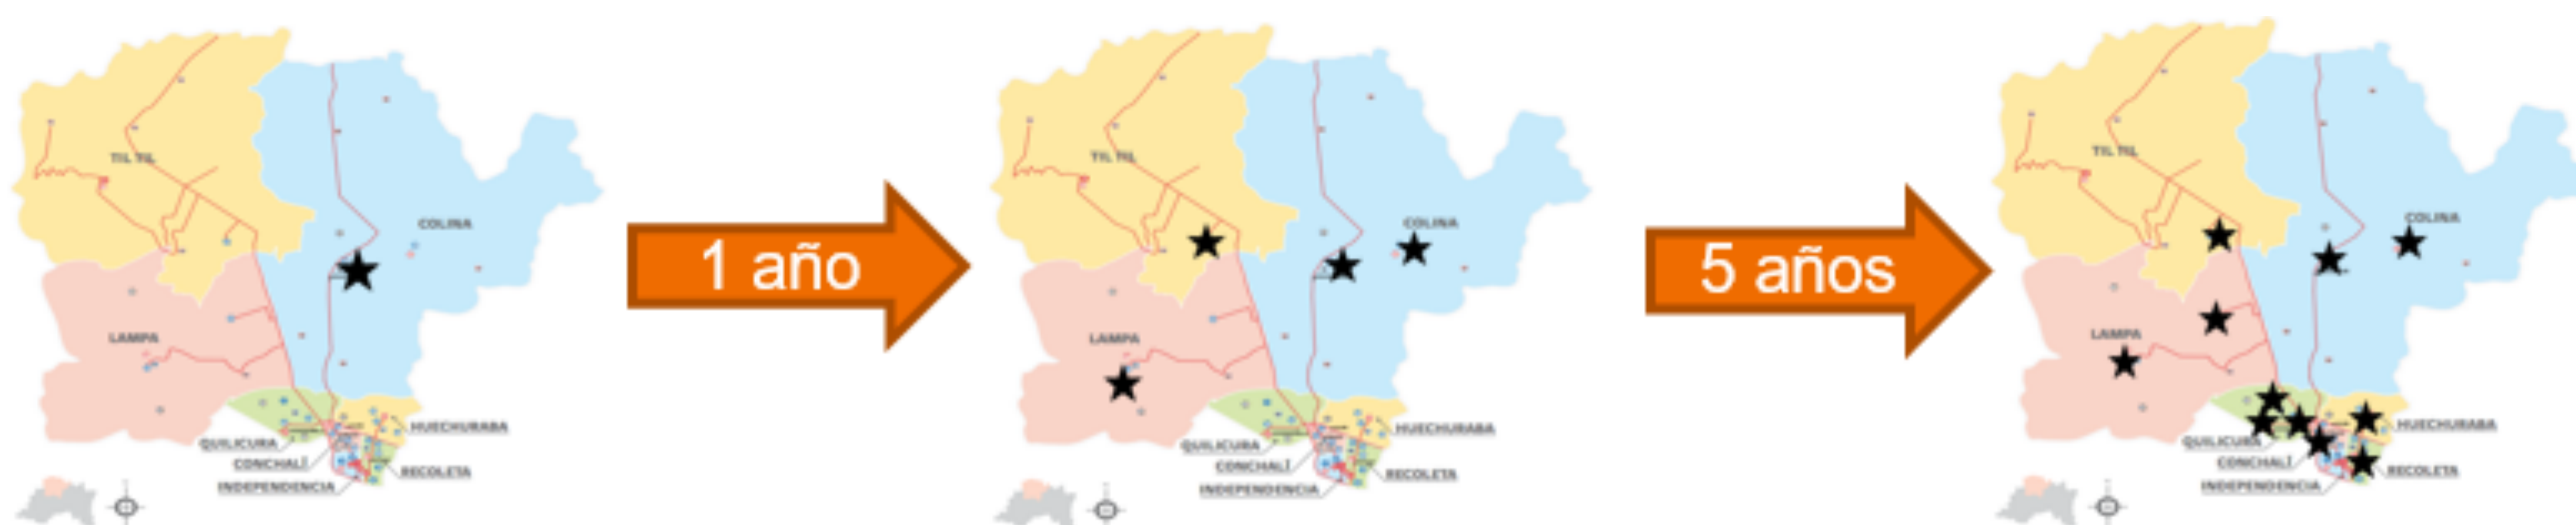 TIL TIL
COLINA
LAMPA
HUECHURABA
QUILICURA
CONCHALÍ
RECOLETA
INDEPENDENCIA
1 año
TIL TIL
COLINA
LAMPA
HUECHURABA
QUILICURA
CONCHALÍ
RECOLETA
INDEPENDENCIA
5 años
TIL TIL
COLINA
LAMPA
HUECHURABA
QUILICURA
CONCHALÍ
RECOLETA
INDEPENDENCIA